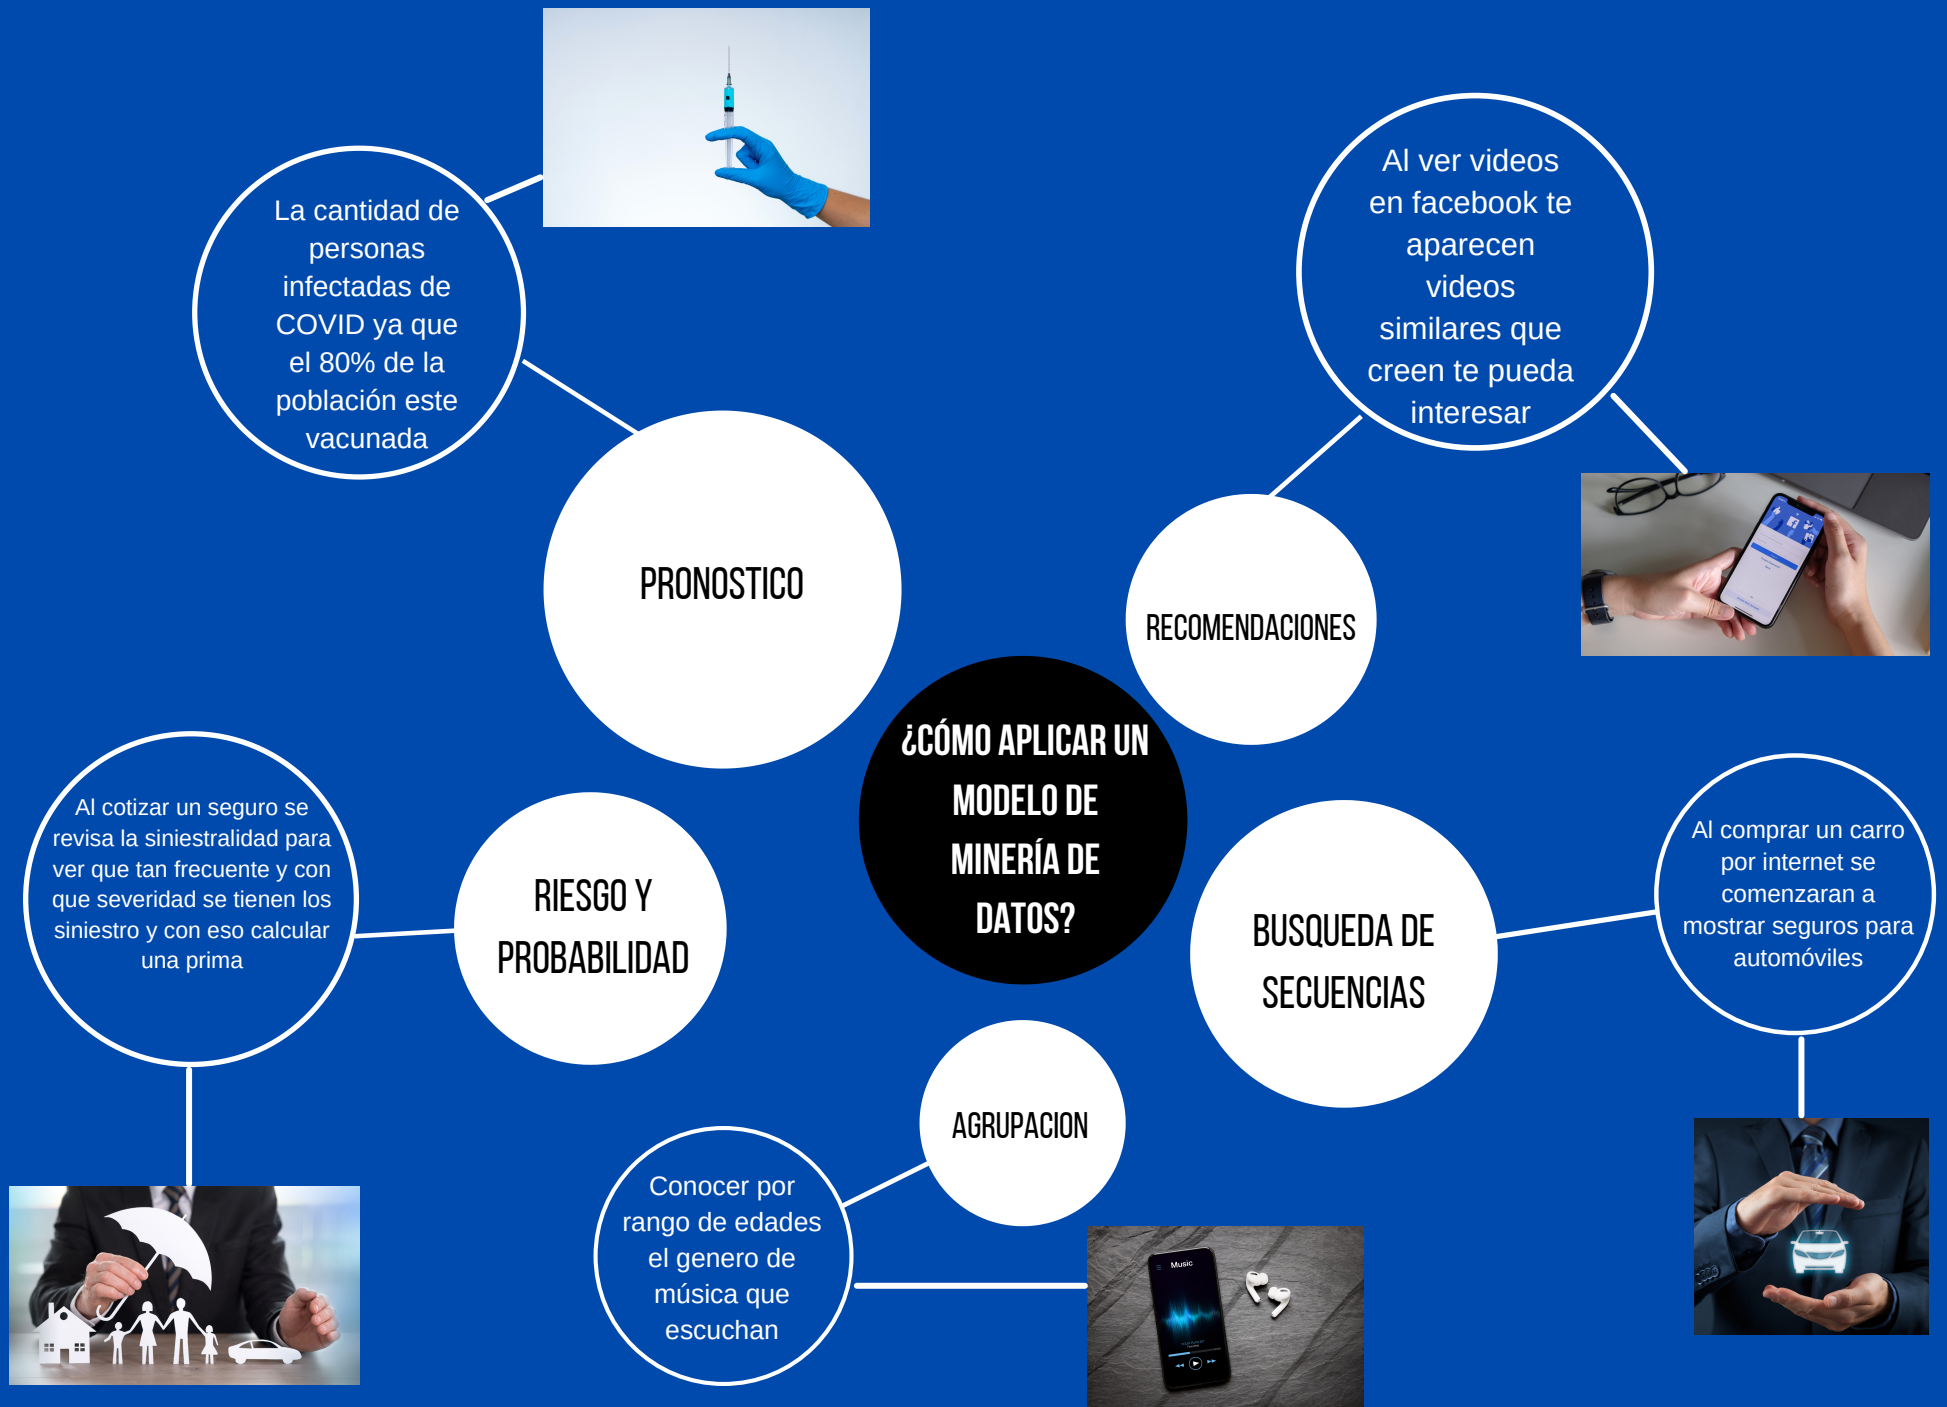 La cantidad de
personas
infectadas de
COVID ya que
el 80% de la
población este
vacunada
Al ver videos
en facebook te
aparecen
videos
similares que
creen te pueda
interesar
PRONOSTICO
RECOMENDACIONES
¿CÓMO APLICAR UN
MODELO DE
MINERÍA DE
DATOS?
Al cotizar un seguro se
revisa la siniestralidad para
ver que tan frecuente y con
que severidad se tienen los
siniestro y con eso calcular
una prima
RIESGO Y
PROBABILIDAD
BUSQUEDA DE
SECUENCIAS
Al comprar un carro
por internet se
comenzaran a
mostrar seguros para
automóviles
AGRUPACION
Conocer por
rango de edades
el genero de
música que
escuchan
Music